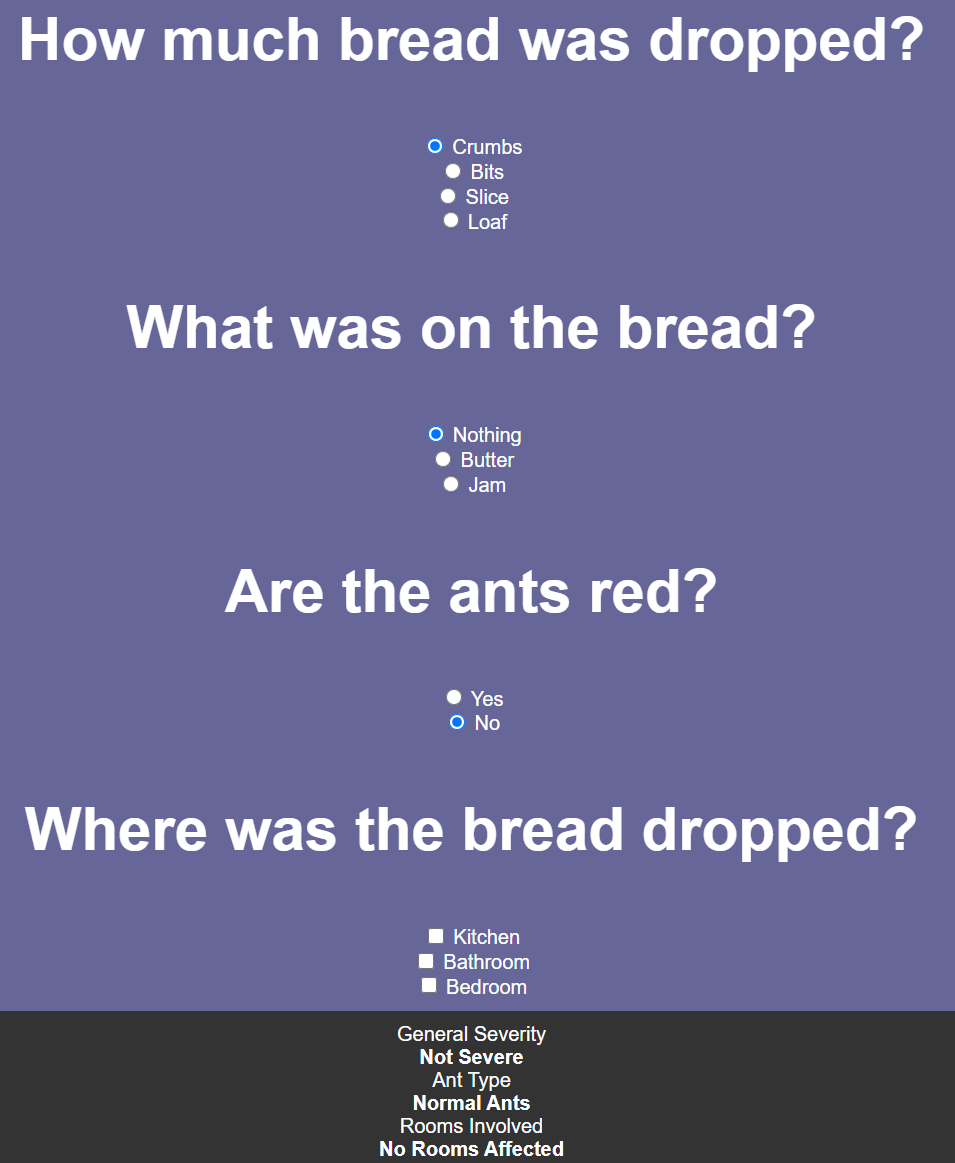 How much bread was dropped?
Crumbs
Bits
Slice
Loaf
What was on the bread?
Nothing
Butter
Jam
Are the ants red?
Yes
No
Where was the bread dropped?
Kitchen
Bathroom
Bedroom
General Severity
Not Severe
Ant Type
Normal Ants
Rooms Involved
No Rooms Affected